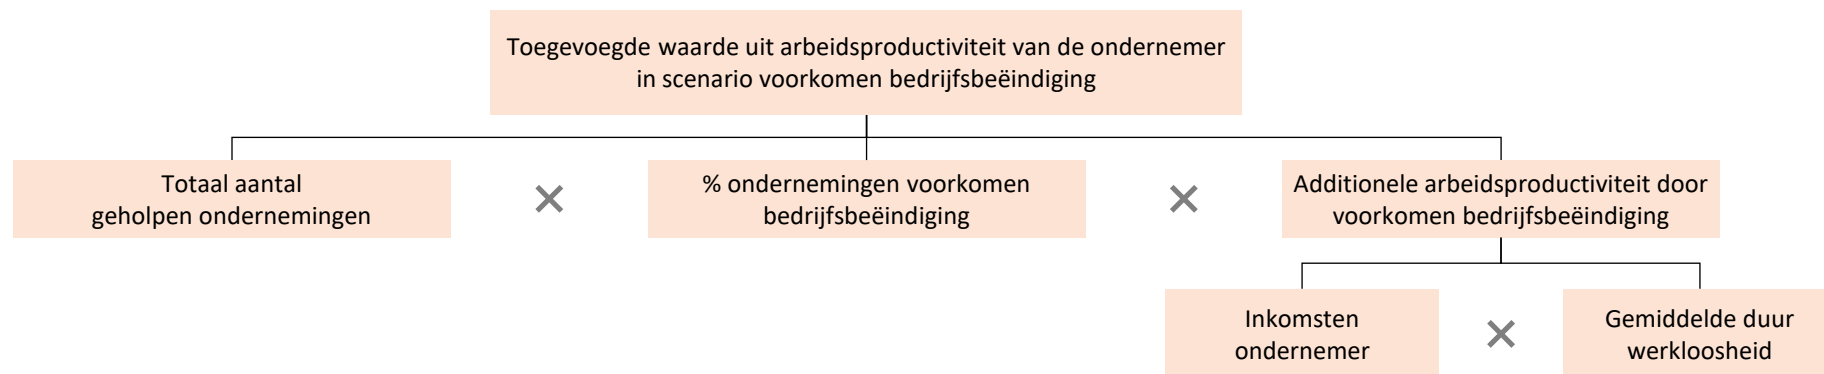 Toegevoegde waarde uit arbeidsproductiviteit van de ondernemer
in scenario voorkomen bedrijfsbeëindiging
Totaal aantal
geholpen ondernemingen
% ondernemingen voorkomen
bedrijfsbeëindiging
Additionele arbeidsproductiviteit door
voorkomen bedrijfsbeëindiging
Inkomsten
ondernemer
Gemiddelde duur
werkloosheid